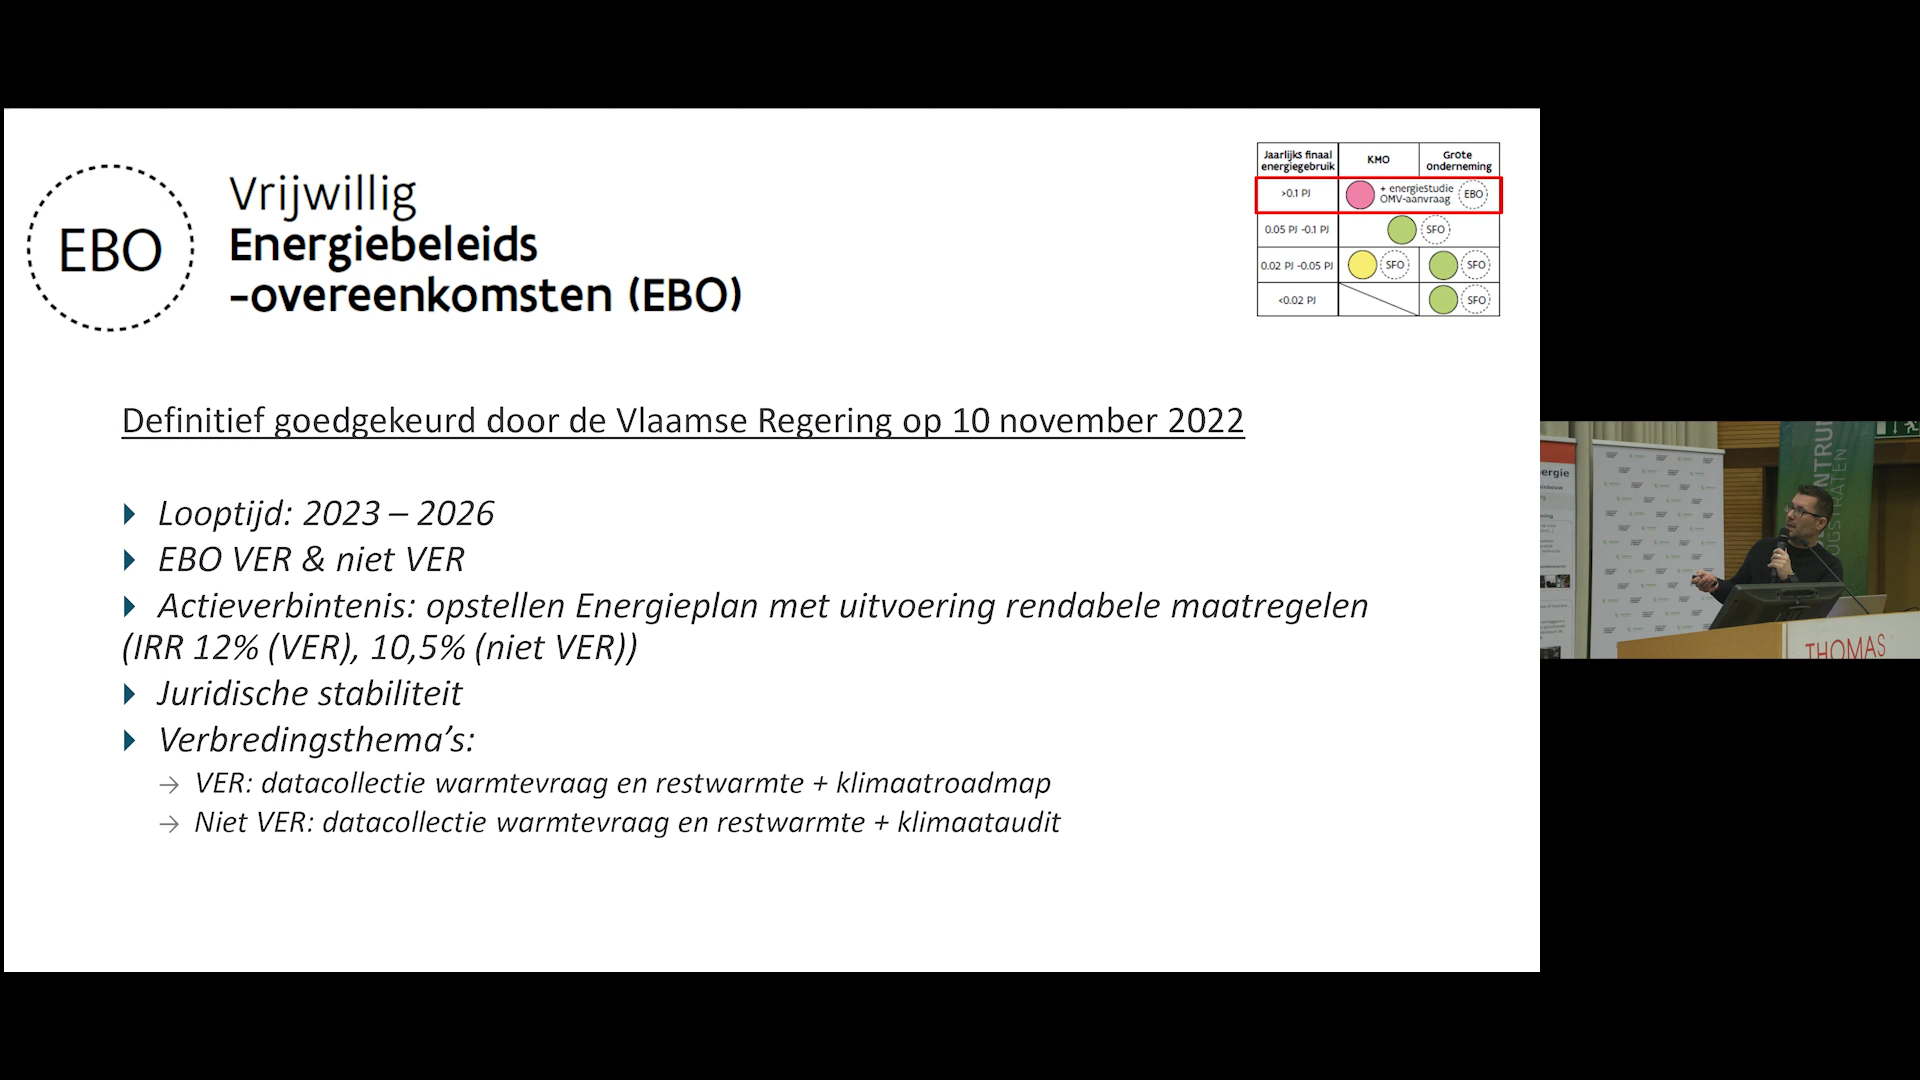 EBO
Vrijwillig
Energiebeleids
-overeenkomsten (EBO)
Jaarlijks finaal energiegebruik KMO Grote onderneming
>0.1 PJ + energiestudie OMV-aanvraag EBO
0.05 PJ -0.1 PJ SFO
0.02 PJ -0.05 PJ SFO SFO
<0.02 PJ SFO
Definitief goedgekeurd door de Vlaamse Regering op 10 november 2022
Looptijd: 2023 – 2026
EBO VER & niet VER
Actieverbintenis: opstellen Energieplan met uitvoering rendabele maatregelen
(IRR 12% (VER), 10,5% (niet VER))
Juridische stabiliteit
Verbredingsthema's:
→ VER: datacollectie warmtevraag en restwarmte + klimaatroadmap
→ Niet VER: datacollectie warmtevraag en restwarmte + klimaataudit
THOMAS